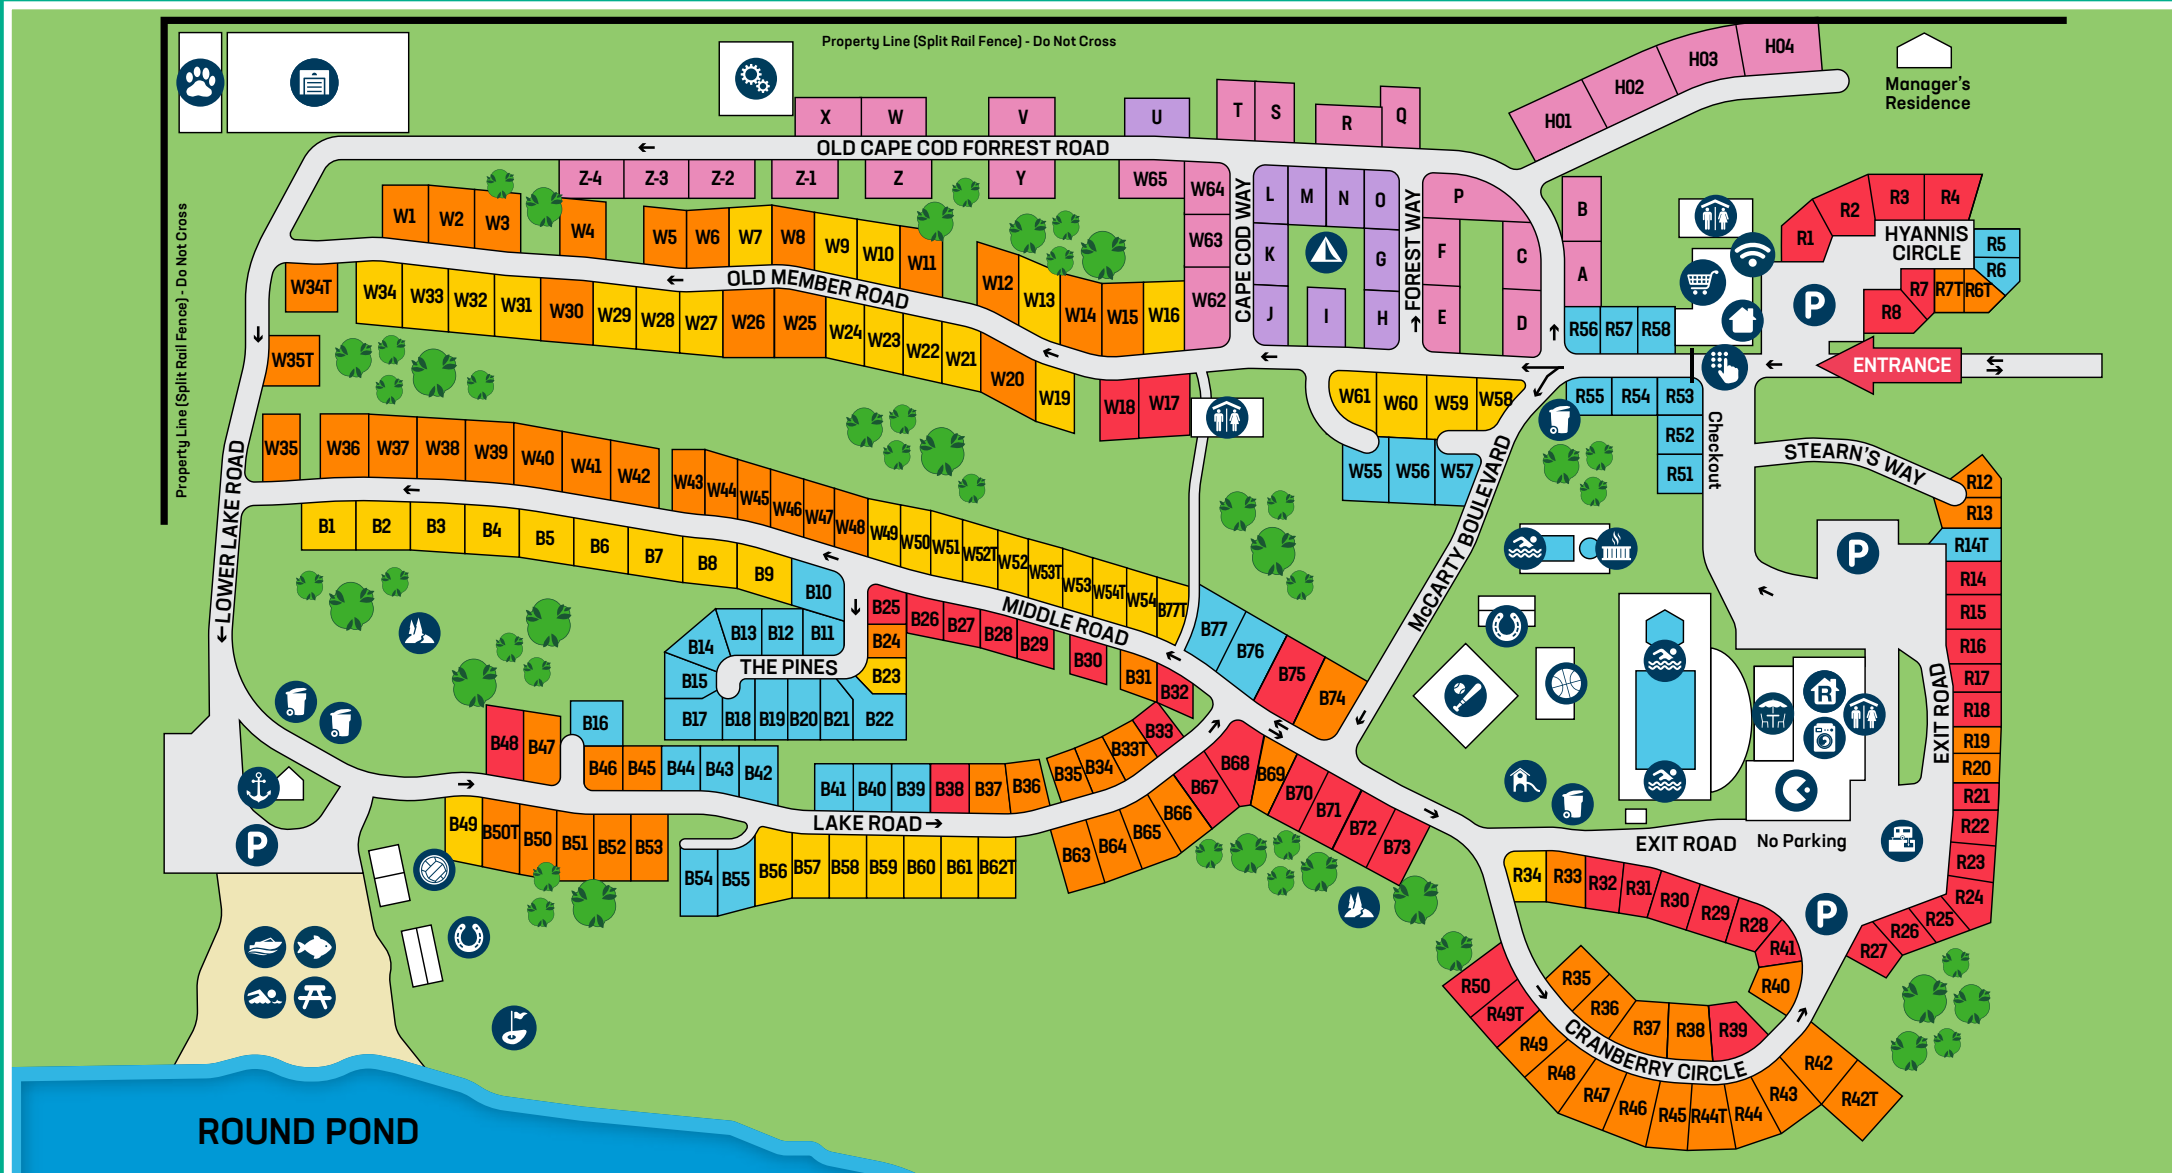 Property Line (Split Rail Fence) - Do Not Cross
H04
H03
H02
H01
Manager's
Residence
X
W
V
U
T
S
R
Q
OLD CAPE COD FORREST ROAD
Z-4
Z-3
Z-2
Z-1
Z
Y
W65
W64
W63
W62
CAPE COD WAY
L
M
N
O
K
G
J
I
H
FOREST WAY
P
F
C
E
D
B
A
R1
R2
R3
R4
HYANNIS
CIRCLE
R5
R6
R7
R7T
R6T
R8
P
R56
R57
R58
ENTRANCE
Property Line (Split Rail Fence) - Do Not Cross
W1
W2
W3
W4
W5
W6
W7
W8
W9
W10
W11
W12
W13
W14
W15
W16
OLD MEMBER ROAD
W34T
W34
W33
W32
W31
W30
W29
W28
W27
W26
W25
W24
W23
W22
W21
W20
W19
W18
W17
W35T
W61
W60
W59
W58
W55
W56
W57
R55
R54
R53
R52
R51
Checkout
STEARN'S WAY
R12
R13
R14T
R14
R15
R16
R17
R18
R19
R20
R21
R22
R23
R24
R25
R26
R27
P
EXIT ROAD
LOWER LAKE ROAD
W35
W36
W37
W38
W39
W40
W41
W42
W43
W44
W45
W46
W47
W48
W49
W50
W51
W52T
W52
W53T
W53
W54T
W54
B77T
B1
B2
B3
B4
B5
B6
B7
B8
B9
B10
MIDDLE ROAD
McCARTY BOULEVARD
B14
B13
B12
B11
B15
THE PINES
B17
B18
B19
B20
B21
B22
B25
B24
B23
B26
B27
B28
B29
B30
B31
B32
B77
B76
B75
B74
B16
B48
B47
B46
B45
B44
B43
B42
B41
B40
B39
B38
B37
B36
B35
B34
B33T
B33
LAKE ROAD
B49
B50T
B50
B51
B52
B53
B54
B55
B56
B57
B58
B59
B60
B61
B62T
B63
B64
B65
B66
B67
B68
B69
B70
B71
B72
B73
P
R
EXIT ROAD
No Parking
P
R34
R33
R32
R31
R30
R29
R28
R41
R40
R35
R36
R37
R38
R39
CRANBERRY CIRCLE
R50
R49T
R49
R48
R47
R46
R45
R44T
R44
R43
R42
R42T
ROUND POND